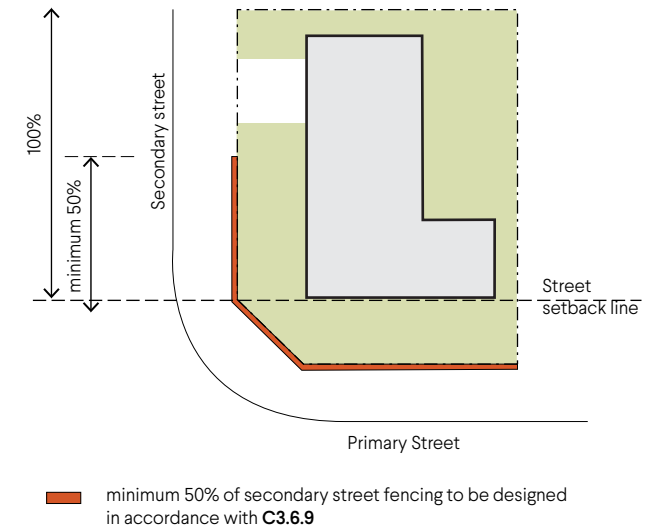 100%
minimum 50%
Secondary street
Street
setback line
Primary Street
minimum 50% of secondary street fencing to be designed
in accordance with C3.6.9